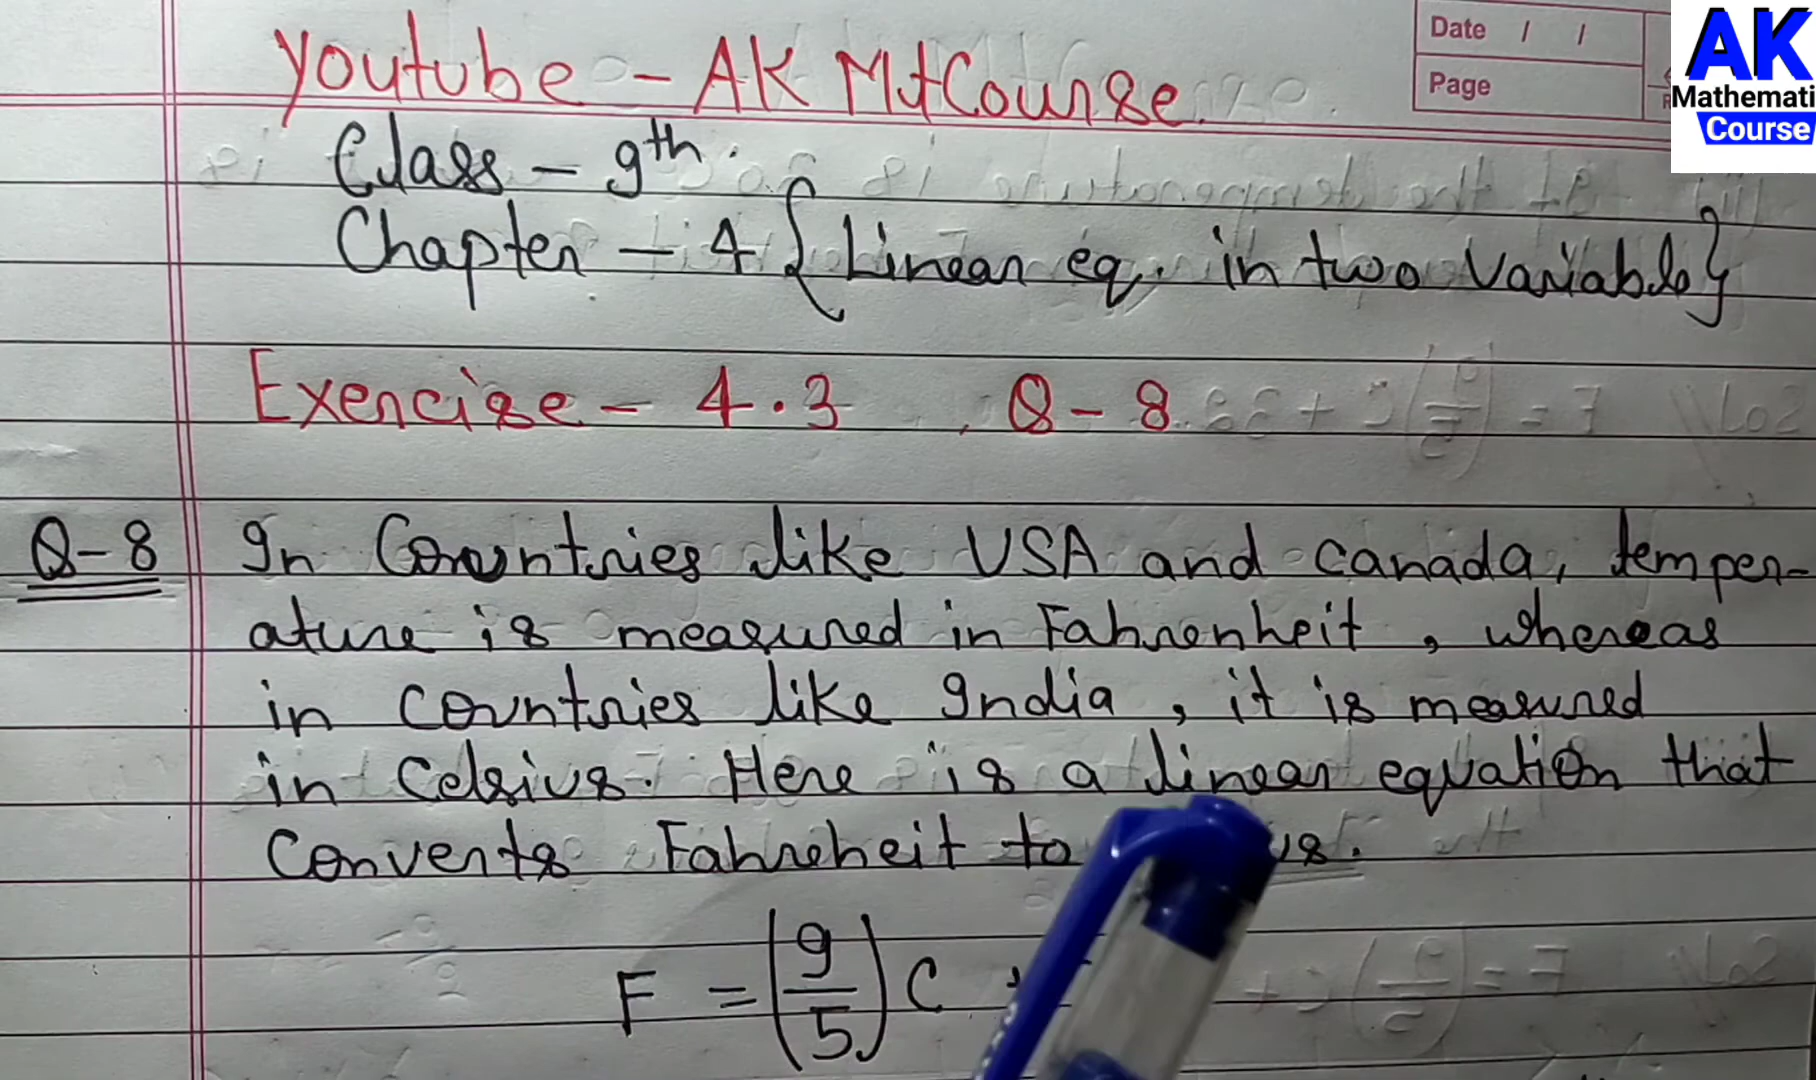 Youtube - AK MtCourse
Date / /
Page
AK
Mathemati
Course
Class - 9th.
Chapter - 4 { Linear eq. in two Variable}
Exercise - 4.3 , Q - 8
Q-8 In Countries like USA and canada, temper-
ature is measured in Fahrenheit, whereas
in countries like India, it is measured
in Celsius. Here is a linear equation that
Converts Fahreheit to us.
F = (9/5) C +